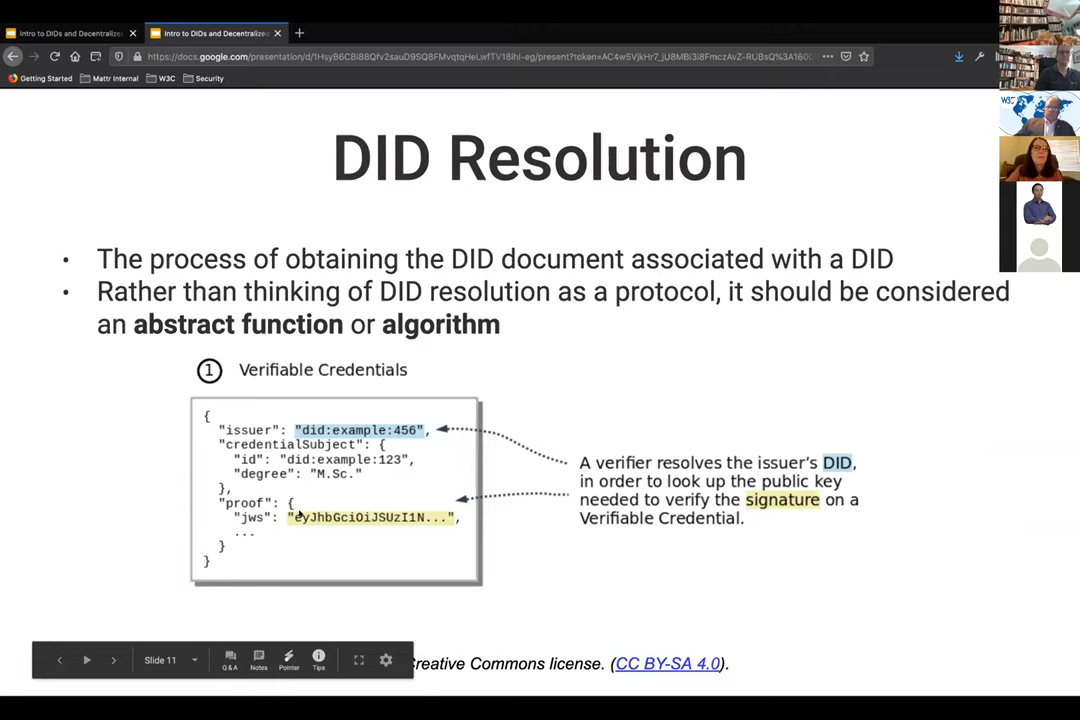 Intro to DIDs and Decentralized
Intro to DIDs and Decentralized
Getting Started
Mattr Internal
W3C
Security
W3C
DID Resolution
• The process of obtaining the DID document associated with a DID
• Rather than thinking of DID resolution as a protocol, it should be considered
an abstract function or algorithm
1 Verifiable Credentials
{
"issuer": "did:example:456",
"credentialSubject": {
"id": "did:example:123",
"degree": "M.Sc."
},
"proof": {
"jws": "eyJhbGciOiJSUzI1N...",
...
}
}
A verifier resolves the issuer's DID,
in order to look up the public key
needed to verify the signature on a
Verifiable Credential.
Slide 11
Q&A
Notes
Pointer
Tips
Creative Commons license. (CC BY-SA 4.0).